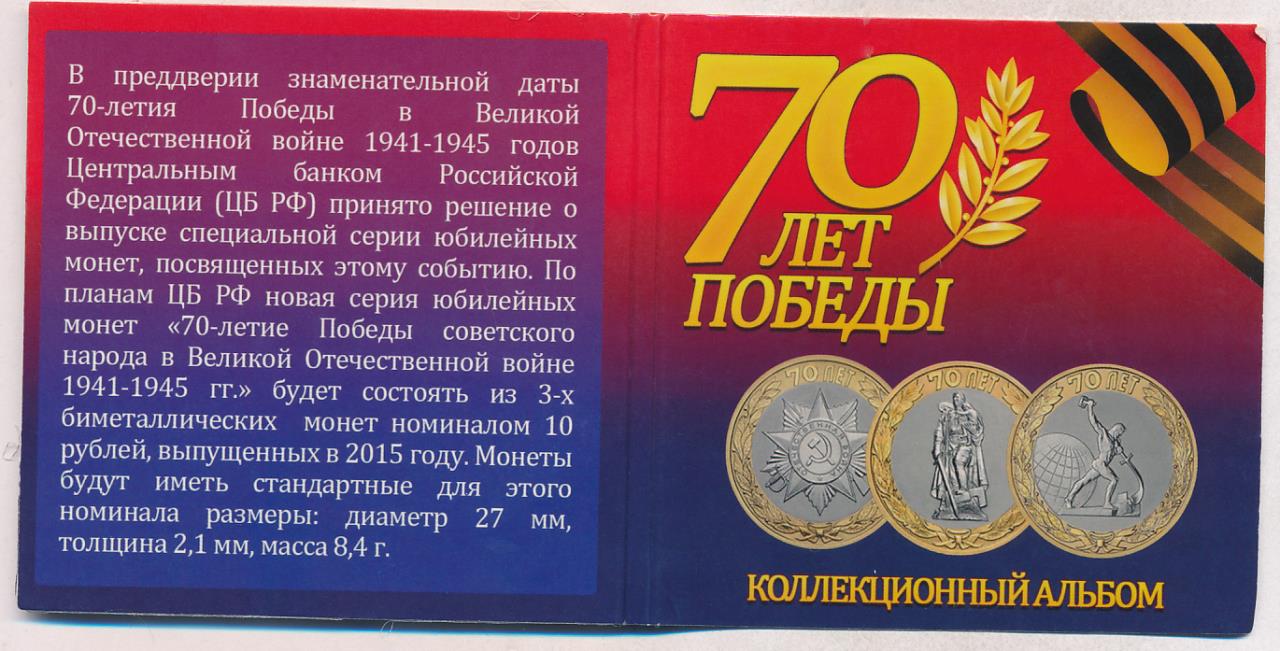 В преддверии знаменательной даты
70-летия Победы в Великой
Отечественной войне 1941-1945 годов
Центральным банком Российской
Федерации (ЦБ РФ) принято решение о
выпуске специальной серии юбилейных
монет, посвященных этому событию. По
планам ЦБ РФ новая серия юбилейных
монет «70-летие Победы советского
народа в Великой Отечественной войне
1941-1945 гг.» будет состоять из 3-х
биметаллических монет номиналом 10
рублей, выпущенных в 2015 году. Монеты
будут иметь стандартные для этого
номинала размеры: диаметр 27 мм,
толщина 2,1 мм, масса 8,4 г.
70
ЛЕТ
ПОБЕДЫ
70 ЛЕТ
70 ЛЕТ
70 ЛЕТ
КОЛЛЕКЦИОННЫЙ АЛЬБОМ